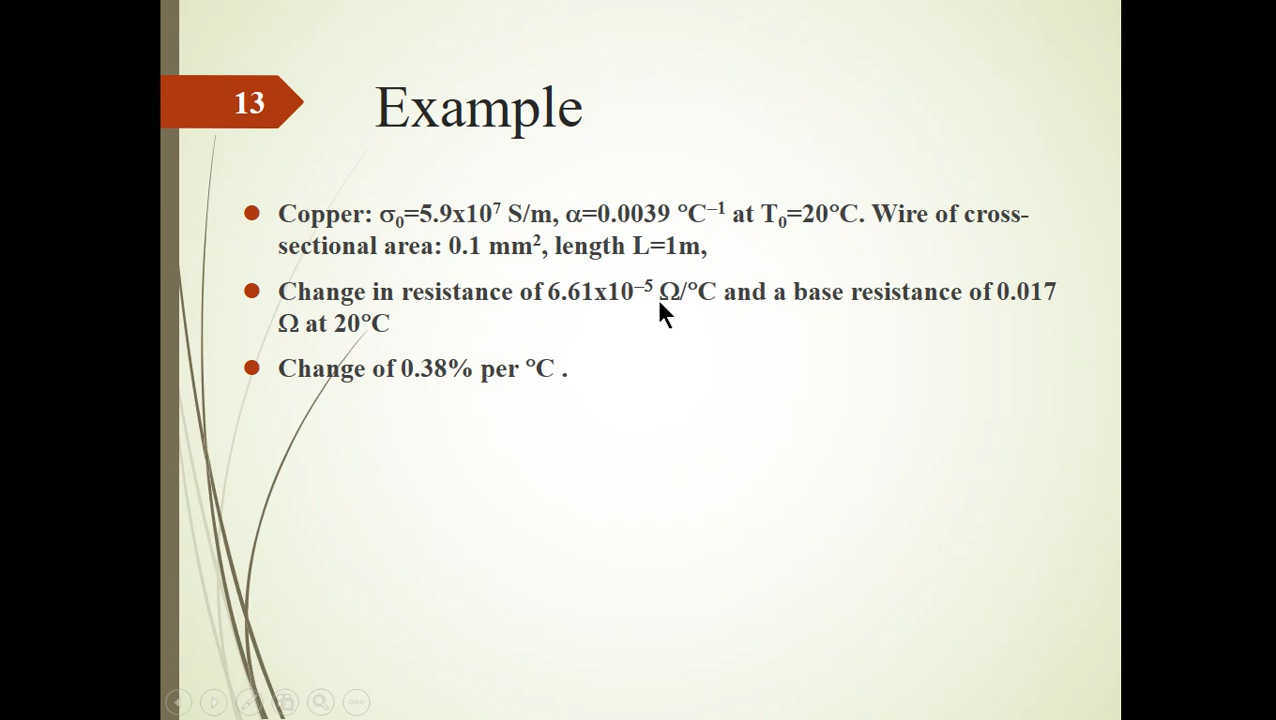 13
Example
Copper: σ₀=5.9x10⁷ S/m, α=0.0039 °C⁻¹ at T₀=20°C. Wire of cross-
sectional area: 0.1 mm², length L=1m,
Change in resistance of 6.61x10⁻⁵ Ω/°C and a base resistance of 0.017
Ω at 20°C
Change of 0.38% per °C .